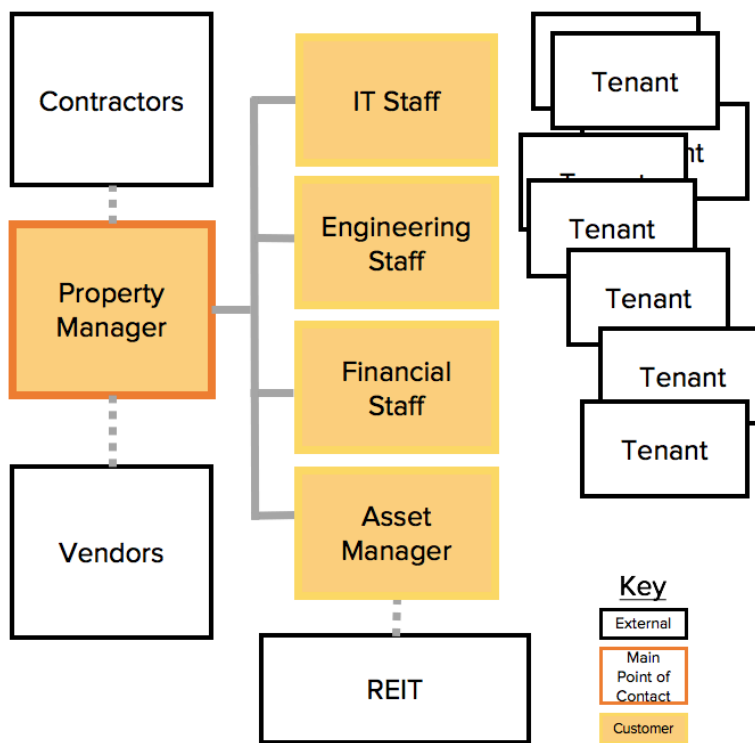 Contractors
IT Staff
Tenant
Engineering
Staff
Tenant
Property
Manager
Tenant
Financial
Staff
Tenant
Tenant
Asset
Manager
Vendors
Key
External
Main
Point of
Contact
REIT
Customer